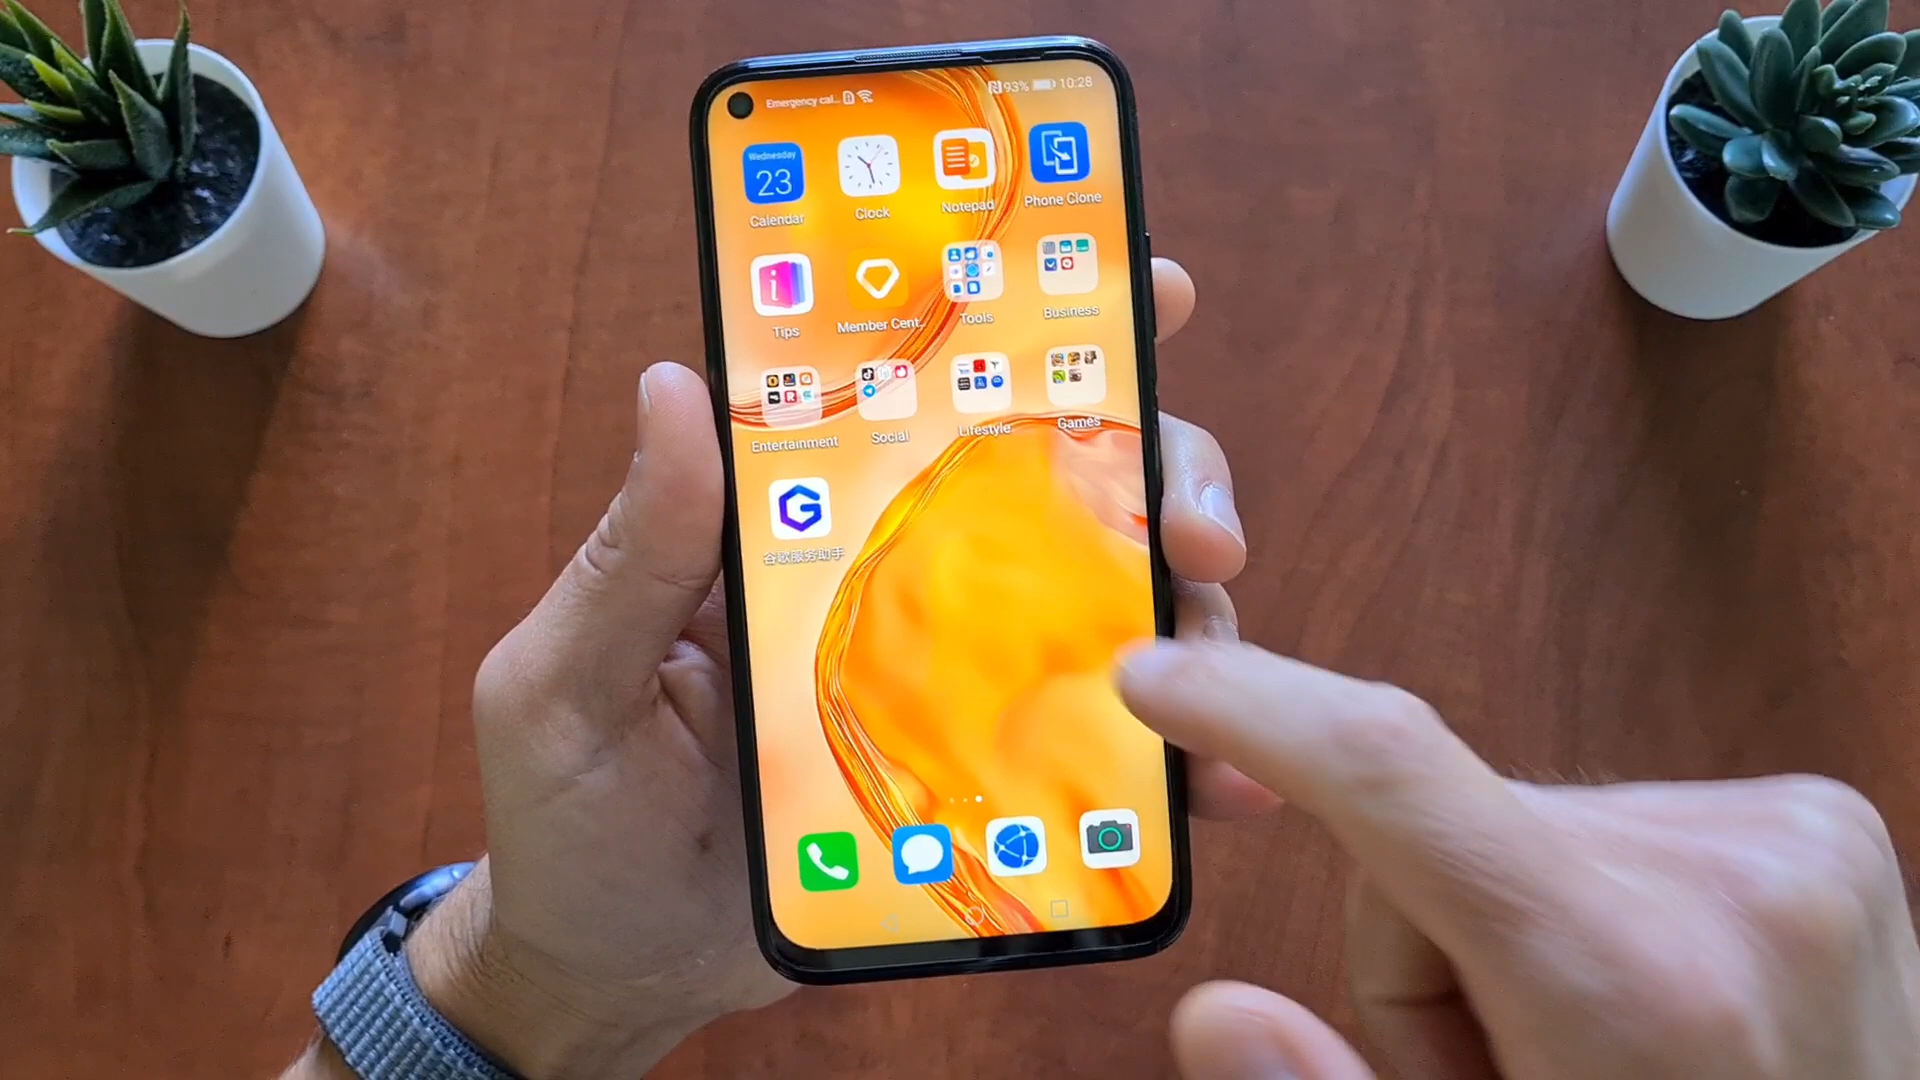 Emergency cal...
93% 10:28
Wednesday
23
Calendar
Clock
Notepad
Phone Clone
Tips
Member Cent...
Tools
Business
Entertainment
Social
Lifestyle
Games
谷歌服务助手